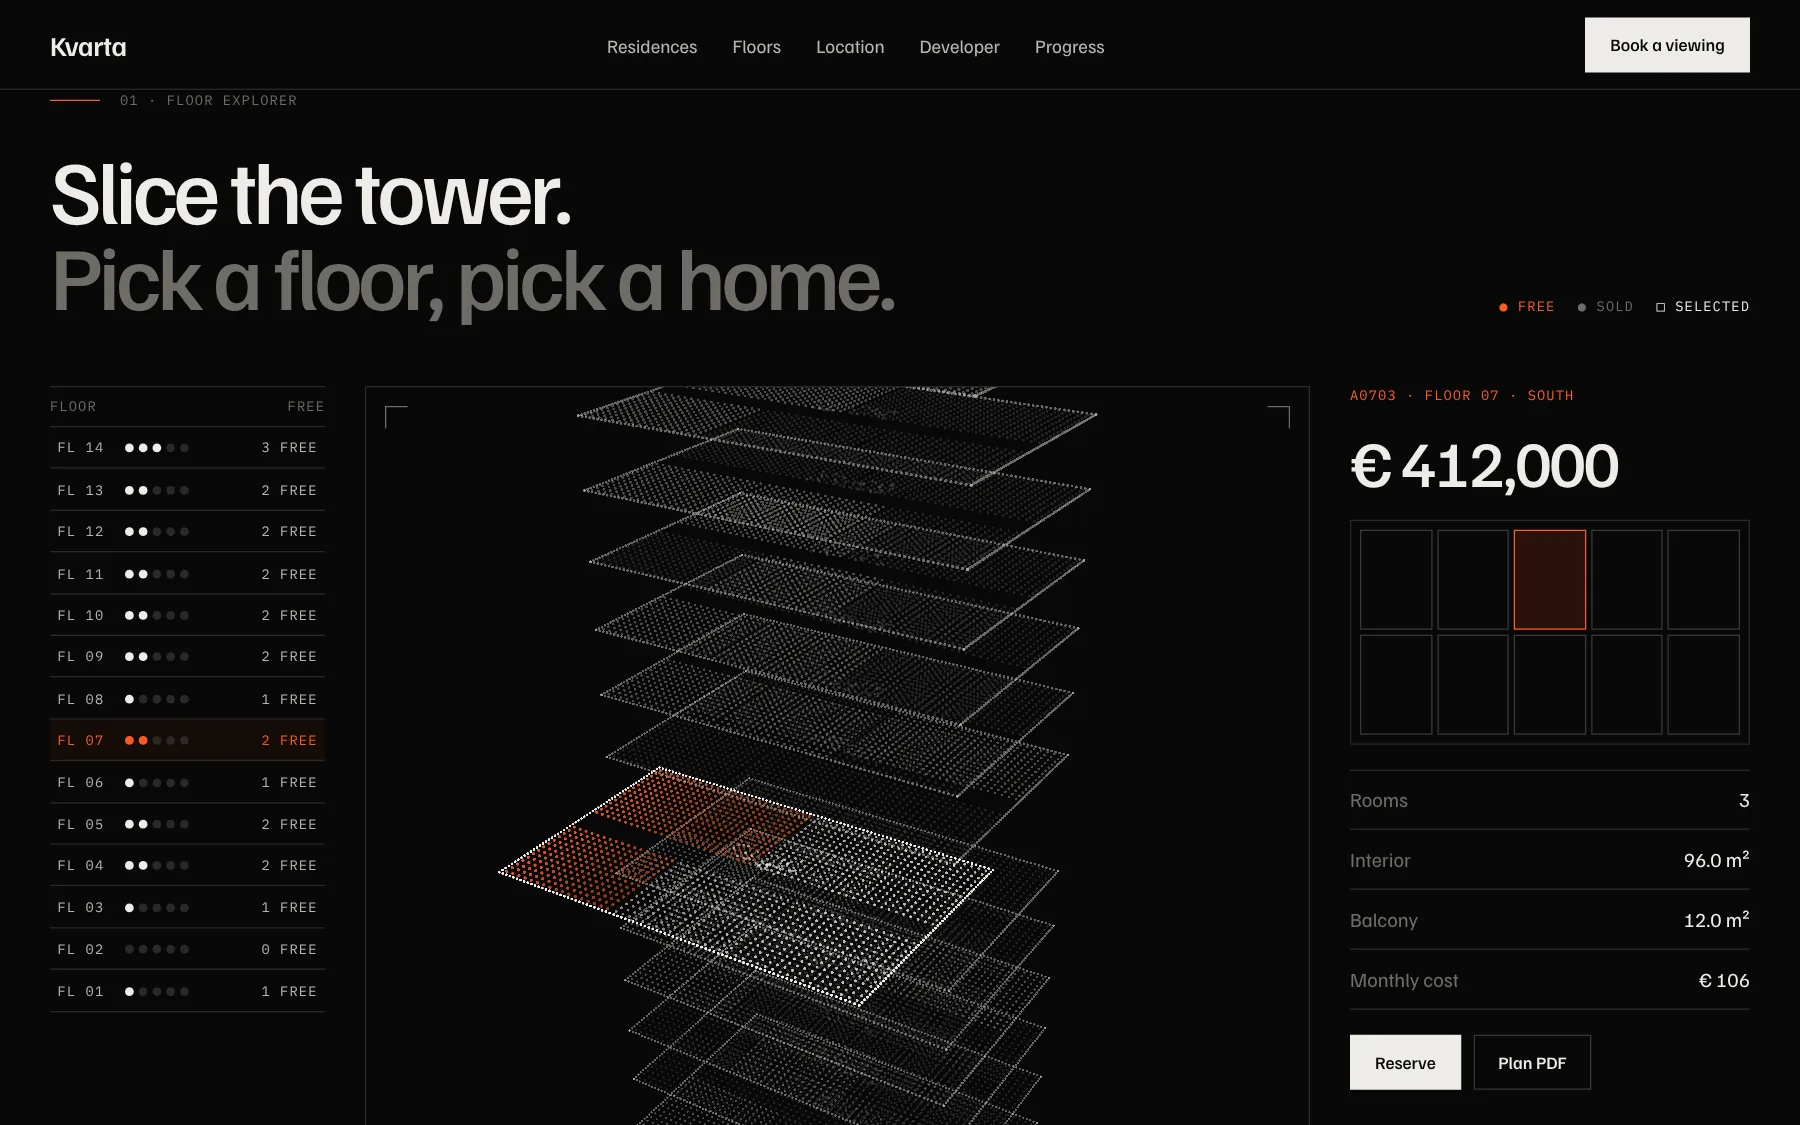 Kvarta
Residences Floors Location Developer Progress
Book a viewing
01 · FLOOR EXPLORER
Slice the tower.
Pick a floor, pick a home.
FREE SOLD SELECTED
FLOOR FREE
FL 14 3 FREE
FL 13 2 FREE
FL 12 2 FREE
FL 11 2 FREE
FL 10 2 FREE
FL 09 2 FREE
FL 08 1 FREE
FL 07 2 FREE
FL 06 1 FREE
FL 05 2 FREE
FL 04 2 FREE
FL 03 1 FREE
FL 02 0 FREE
FL 01 1 FREE
A0703 · FLOOR 07 · SOUTH
€ 412,000
Rooms 3
Interior 96.0 m²
Balcony 12.0 m²
Monthly cost € 106
Reserve Plan PDF